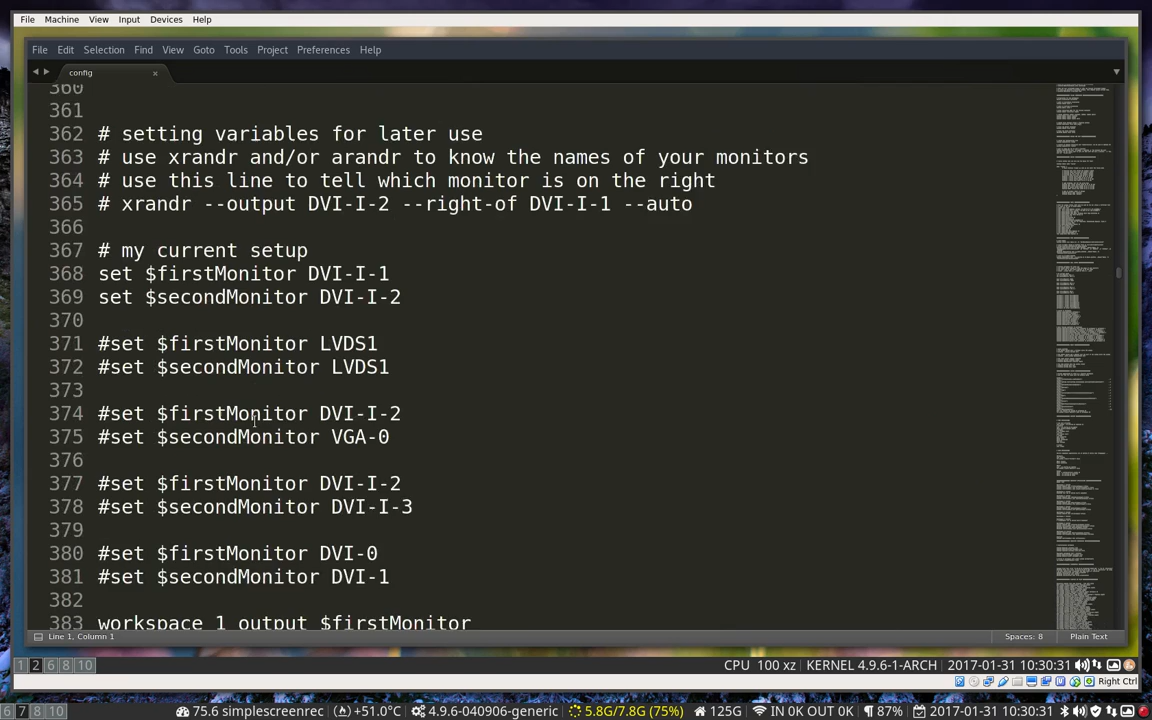 File Machine View Input Devices Help
File Edit Selection Find View Goto Tools Project Preferences Help
config
360
361
362 # setting variables for later use
363 # use xrandr and/or arandr to know the names of your monitors
364 # use this line to tell which monitor is on the right
365 # xrandr --output DVI-I-2 --right-of DVI-I-1 --auto
366
367 # my current setup
368 set $firstMonitor DVI-I-1
369 set $secondMonitor DVI-I-2
370
371 #set $firstMonitor LVDS1
372 #set $secondMonitor LVDS1
373
374 #set $firstMonitor DVI-I-2
375 #set $secondMonitor VGA-0
376
377 #set $firstMonitor DVI-I-2
378 #set $secondMonitor DVI-I-3
379
380 #set $firstMonitor DVI-0
381 #set $secondMonitor DVI-1
382
383 workspace 1 output $firstMonitor
Line 1, Column 1 Spaces: 8 Plain Text
1 2 6 8 10 CPU 100 xz | KERNEL 4.9.6-1-ARCH | 2017-01-31 10:30:31
Right Ctrl
6 7 8 10 75.6 simplescreenrec | +51.0°C | 4.9.6-040906-generic | 5.8G/7.8G (75%) | 125G | IN 0K OUT 0K | 87% | 2017-01-31 10:30:31